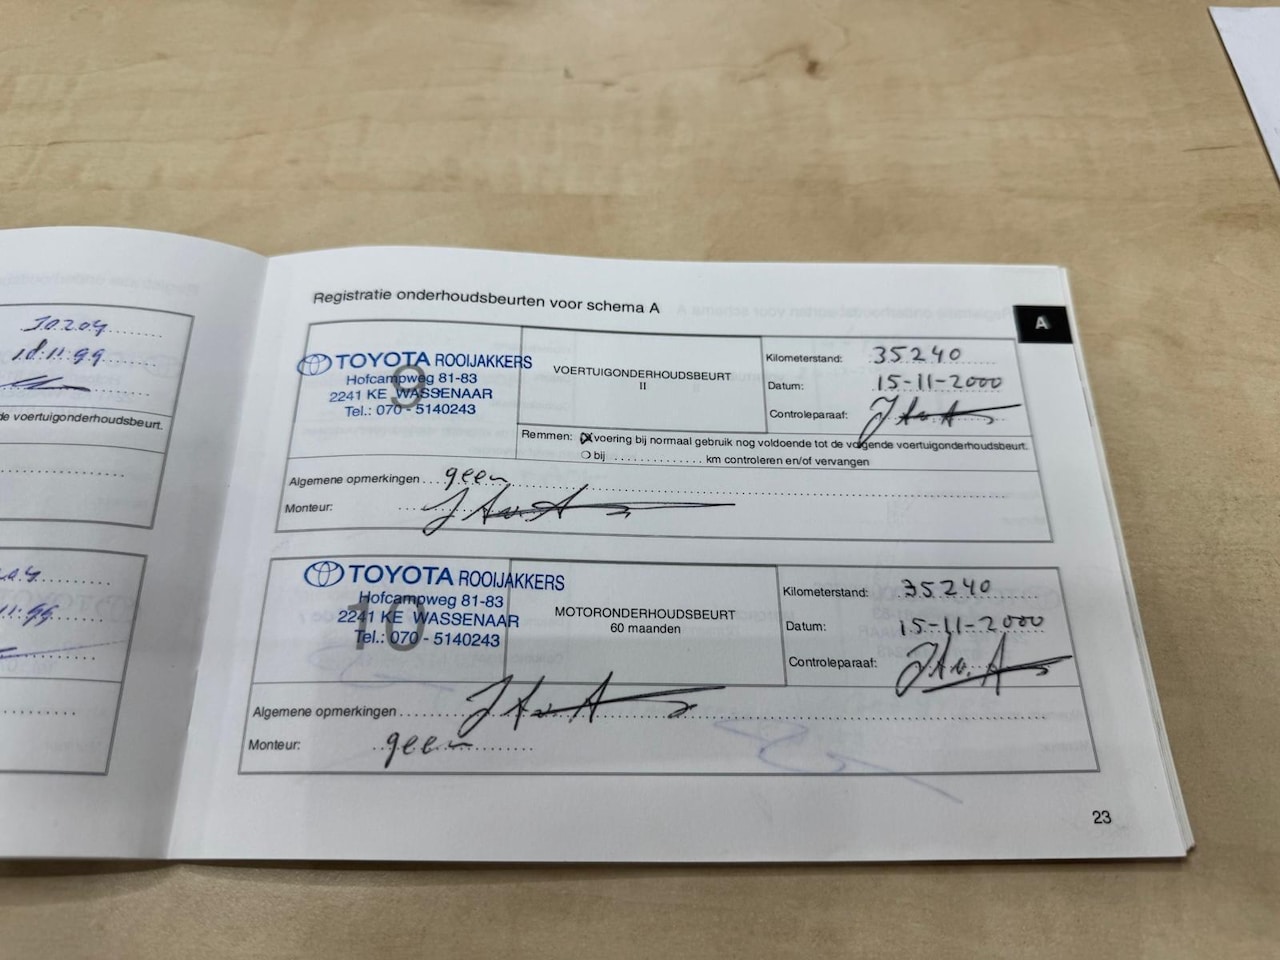 30.204
18.11.99
de voertuigonderhoudsbeurt.
11.99
Registratie onderhoudsbeurten voor schema A
A
9
TOYOTA ROOIJAKKERS
Hofcampweg 81-83
2241 KE WASSENAAR
Tel.: 070 - 5140243
VOERTUIGONDERHOUDSBEURT
II
Kilometerstand: 35240
Datum: 15-11-2000
Controleparaaf:
Remmen: voering bij normaal gebruik nog voldoende tot de volgende voertuigonderhoudsbeurt.
bij .............. km controleren en/of vervangen
Algemene opmerkingen geen
Monteur:
10
TOYOTA ROOIJAKKERS
Hofcampweg 81-83
2241 KE WASSENAAR
Tel.: 070 - 5140243
MOTORONDERHOUDSBEURT
60 maanden
Kilometerstand: 35240
Datum: 15-11-2000
Controleparaaf:
Algemene opmerkingen
Monteur: geen
23